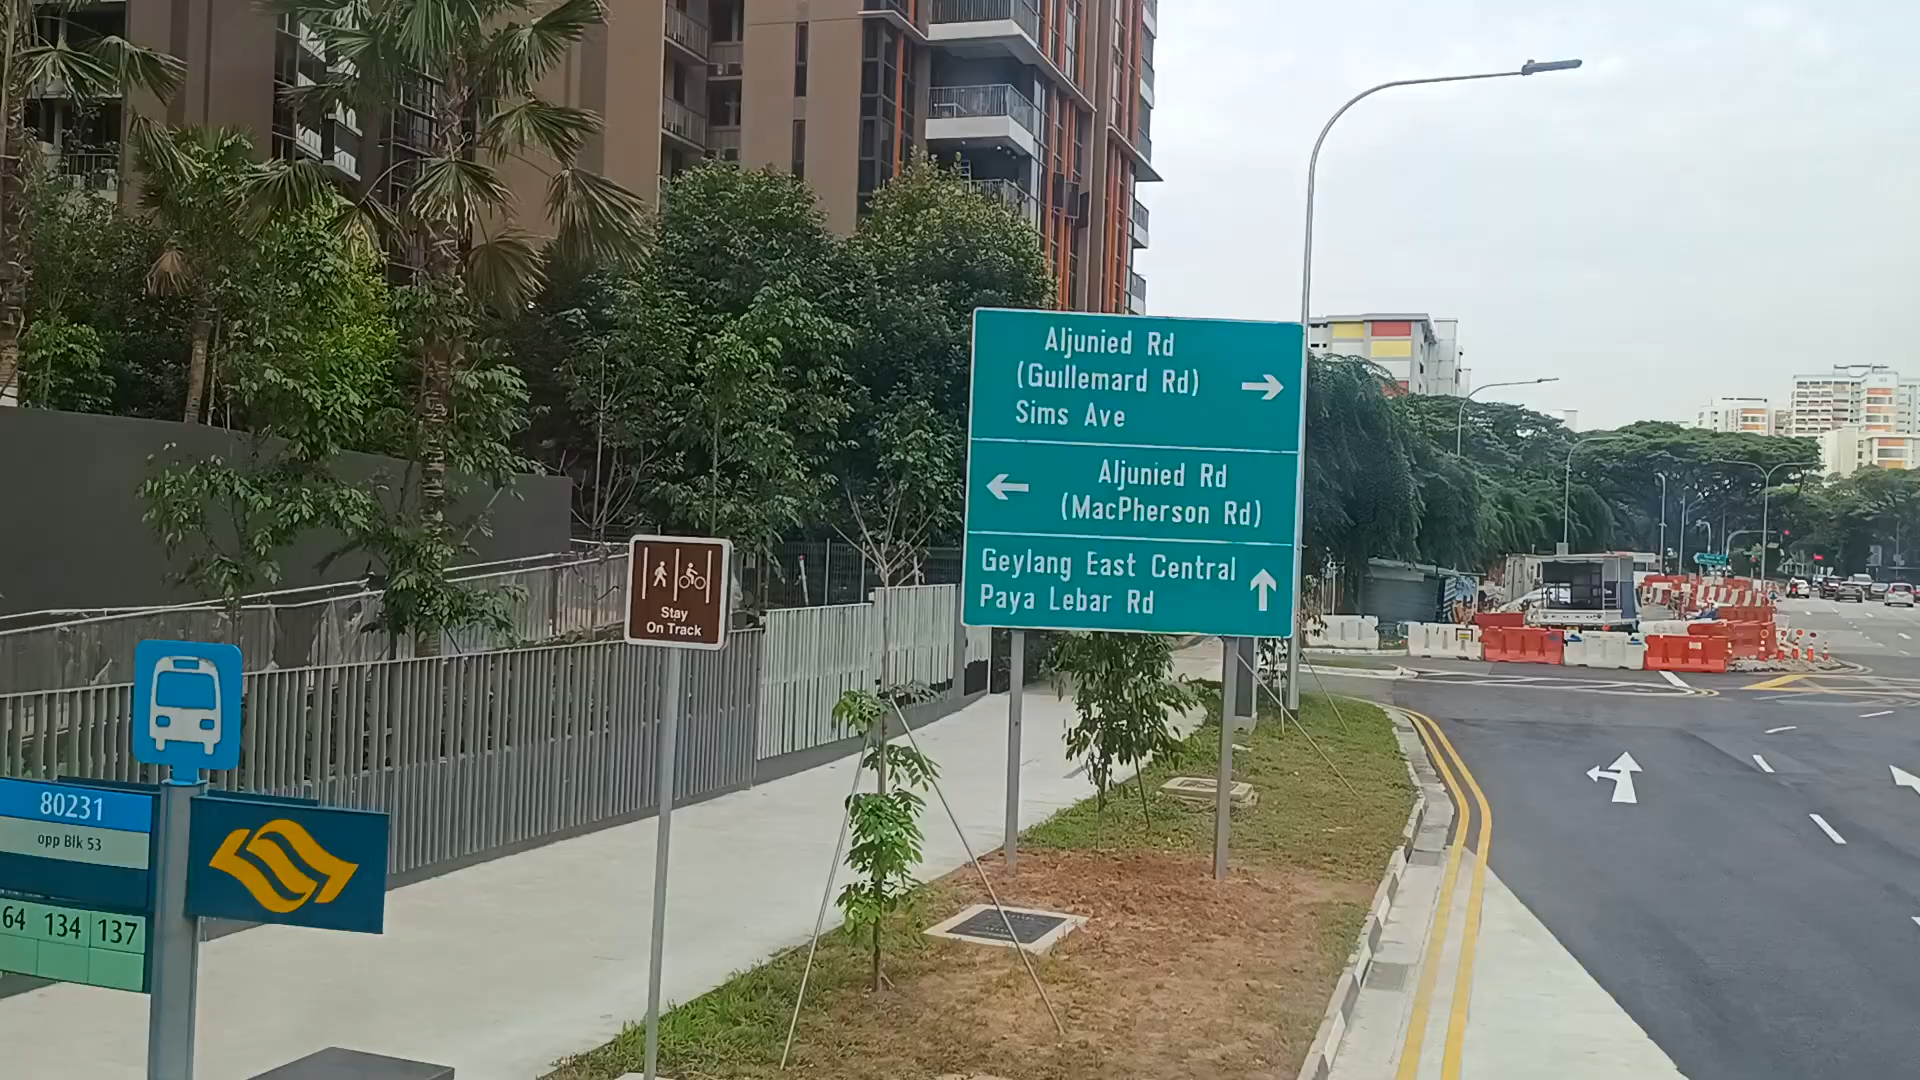 Aljunied Rd
(Guillemard Rd)
Sims Ave
Aljunied Rd
(MacPherson Rd)
Geylang East Central
Paya Lebar Rd
Stay
On Track
80231
opp Blk 53
64 134 137